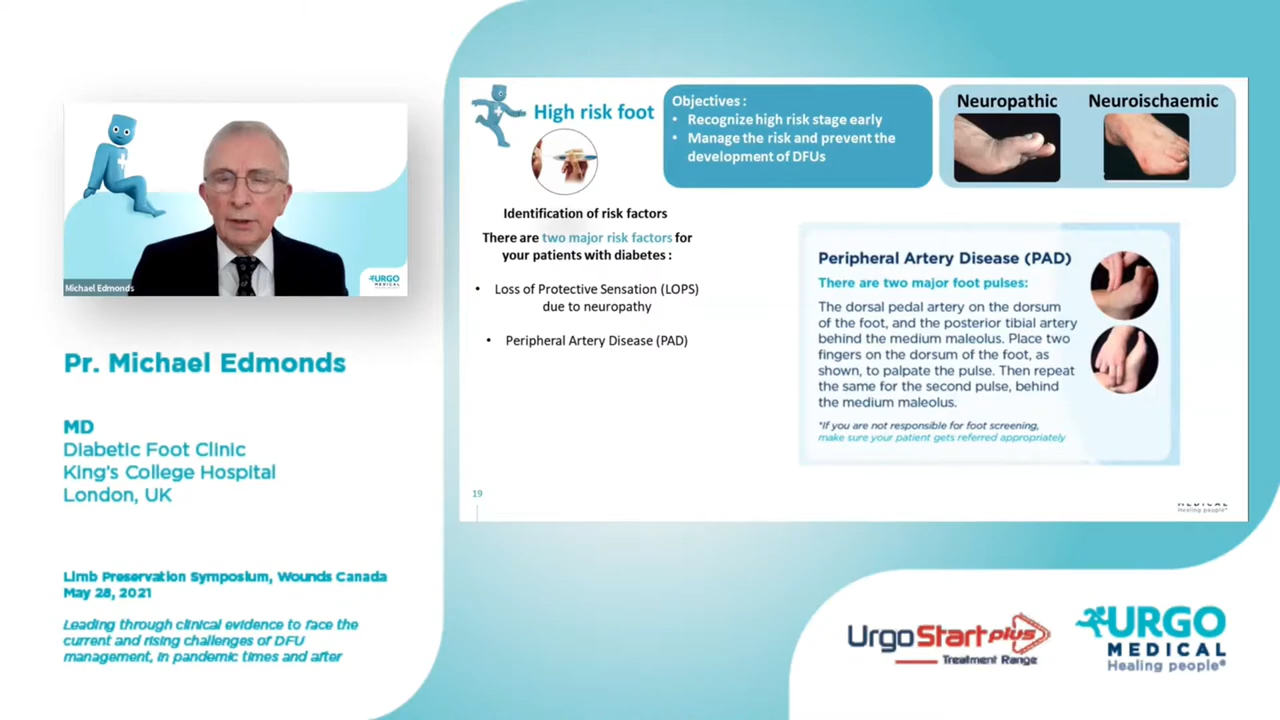 Michael Edmonds
URGO
MEDICAL
Pr. Michael Edmonds
MD
Diabetic Foot Clinic
King's College Hospital
London, UK
Limb Preservation Symposium, Wounds Canada
May 28, 2021
Leading through clinical evidence to face the
current and rising challenges of DFU
management, in pandemic times and after
High risk foot
Objectives :
• Recognize high risk stage early
• Manage the risk and prevent the
development of DFUs
Neuropathic
Neuroischaemic
Identification of risk factors
There are two major risk factors for
your patients with diabetes :
• Loss of Protective Sensation (LOPS)
due to neuropathy
• Peripheral Artery Disease (PAD)
Peripheral Artery Disease (PAD)
There are two major foot pulses:
The dorsal pedal artery on the dorsum
of the foot, and the posterior tibial artery
behind the medium maleolus. Place two
fingers on the dorsum of the foot, as
shown, to palpate the pulse. Then repeat
the same for the second pulse, behind
the medium maleolus.
*If you are not responsible for foot screening,
make sure your patient gets referred appropriately
19
MEDICAL
Healing people®
UrgoStart plus
Treatment Range
URGO
MEDICAL
Healing people®